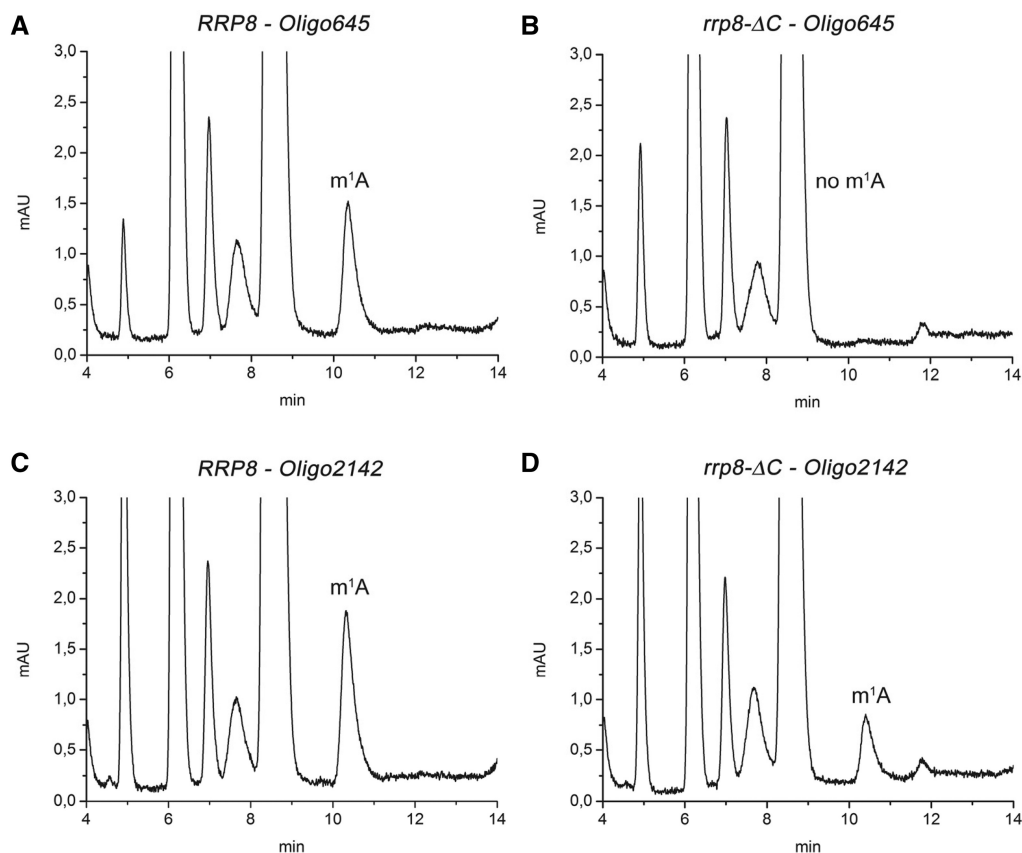 A
RRP8 - Oligo645
3,0
2,5
2,0
1,5
1,0
0,5
0,0
mAU
m¹A
4 6 8 10 12 14
min
B
rrp8-ΔC - Oligo645
3,0
2,5
2,0
1,5
1,0
0,5
0,0
mAU
no m¹A
4 6 8 10 12 14
min
C
RRP8 - Oligo2142
3,0
2,5
2,0
1,5
1,0
0,5
0,0
mAU
m¹A
4 6 8 10 12 14
min
D
rrp8-ΔC - Oligo2142
3,0
2,5
2,0
1,5
1,0
0,5
0,0
mAU
m¹A
4 6 8 10 12 14
min